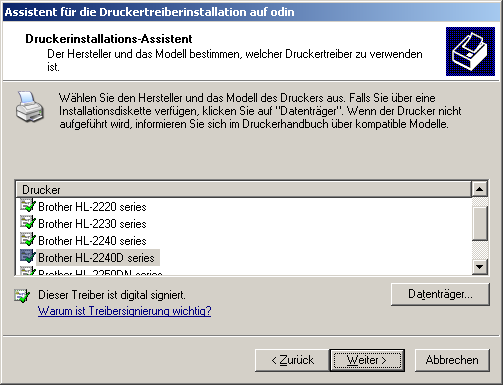 Assistent für die Druckertreiberinstallation auf odin
Druckerinstallations-Assistent
Der Hersteller und das Modell bestimmen, welcher Druckertreiber zu verwenden
ist.
Wählen Sie den Hersteller und das Modell des Druckers aus. Falls Sie über eine
Installationsdiskette verfügen, klicken Sie auf "Datenträger". Wenn der Drucker nicht
aufgeführt wird, informieren Sie sich im Druckerhandbuch über kompatible Modelle.
Drucker
Brother HL-2220 series
Brother HL-2230 series
Brother HL-2240 series
Brother HL-2240D series
Brother HL-2250DN series
Dieser Treiber ist digital signiert.
Warum ist Treibersignierung wichtig?
Datenträger...
< Zurück
Weiter >
Abbrechen